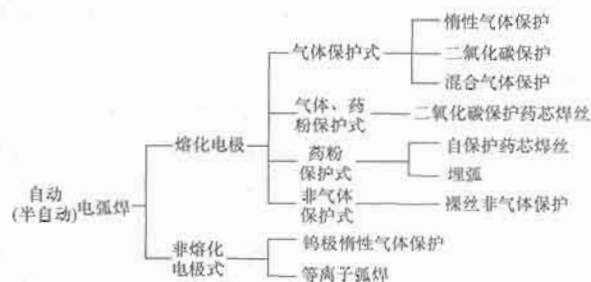 惰性气体保护
气体保护式
二氧化碳保护
混合气体保护
气体、药
粉保护式
二氧化碳保护药芯焊丝
熔化电极
药粉
保护式
自保护药芯焊丝
埋弧
非气体
保护式
裸丝非气体保护
自动
(半自动)
电弧焊
非熔化
电极式
钨极惰性气体保护
等离子弧焊